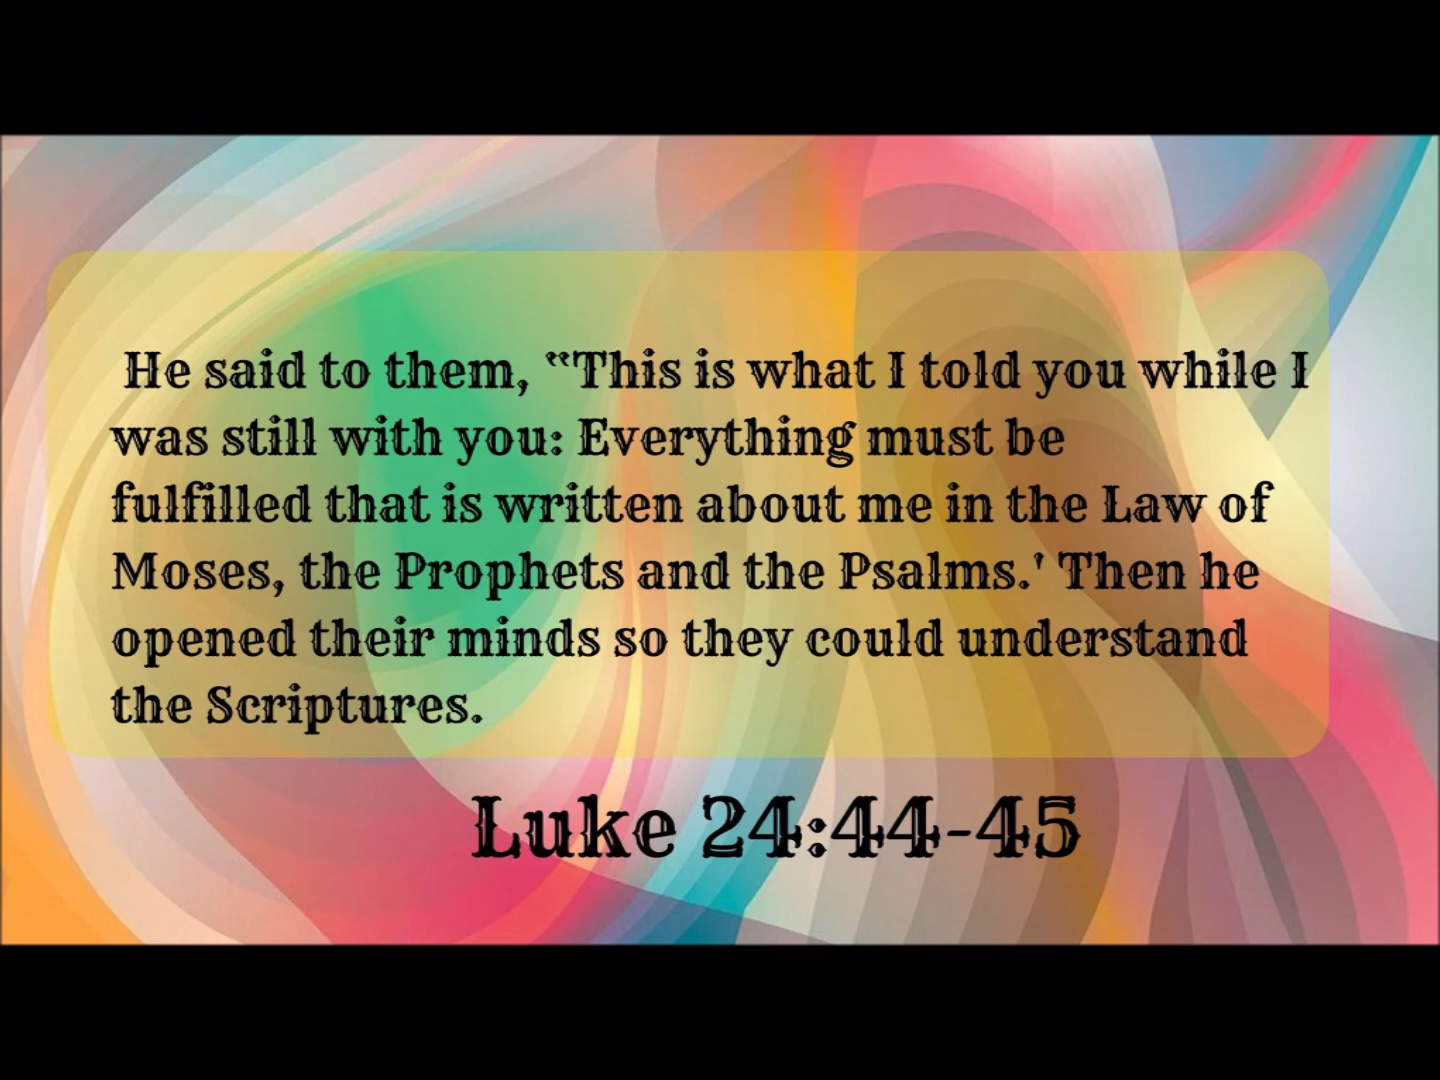 He said to them, “This is what I told you while I
was still with you: Everything must be
fulfilled that is written about me in the Law of
Moses, the Prophets and the Psalms.' Then he
opened their minds so they could understand
the Scriptures.
Luke 24:44-45